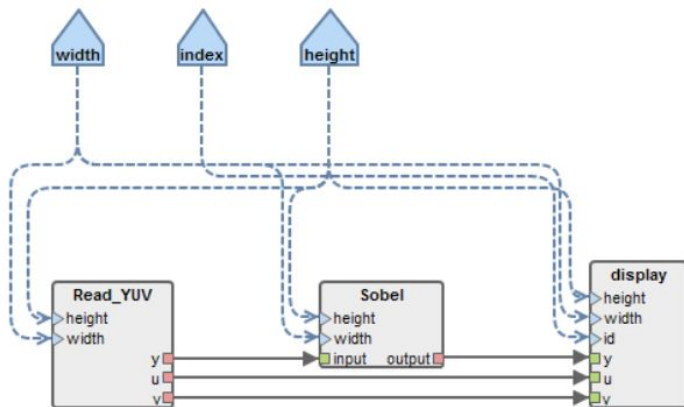 width
index
height
Read_YUV
height
width
y
u
v
Sobel
height
width
input output
display
height
width
id
y
u
v